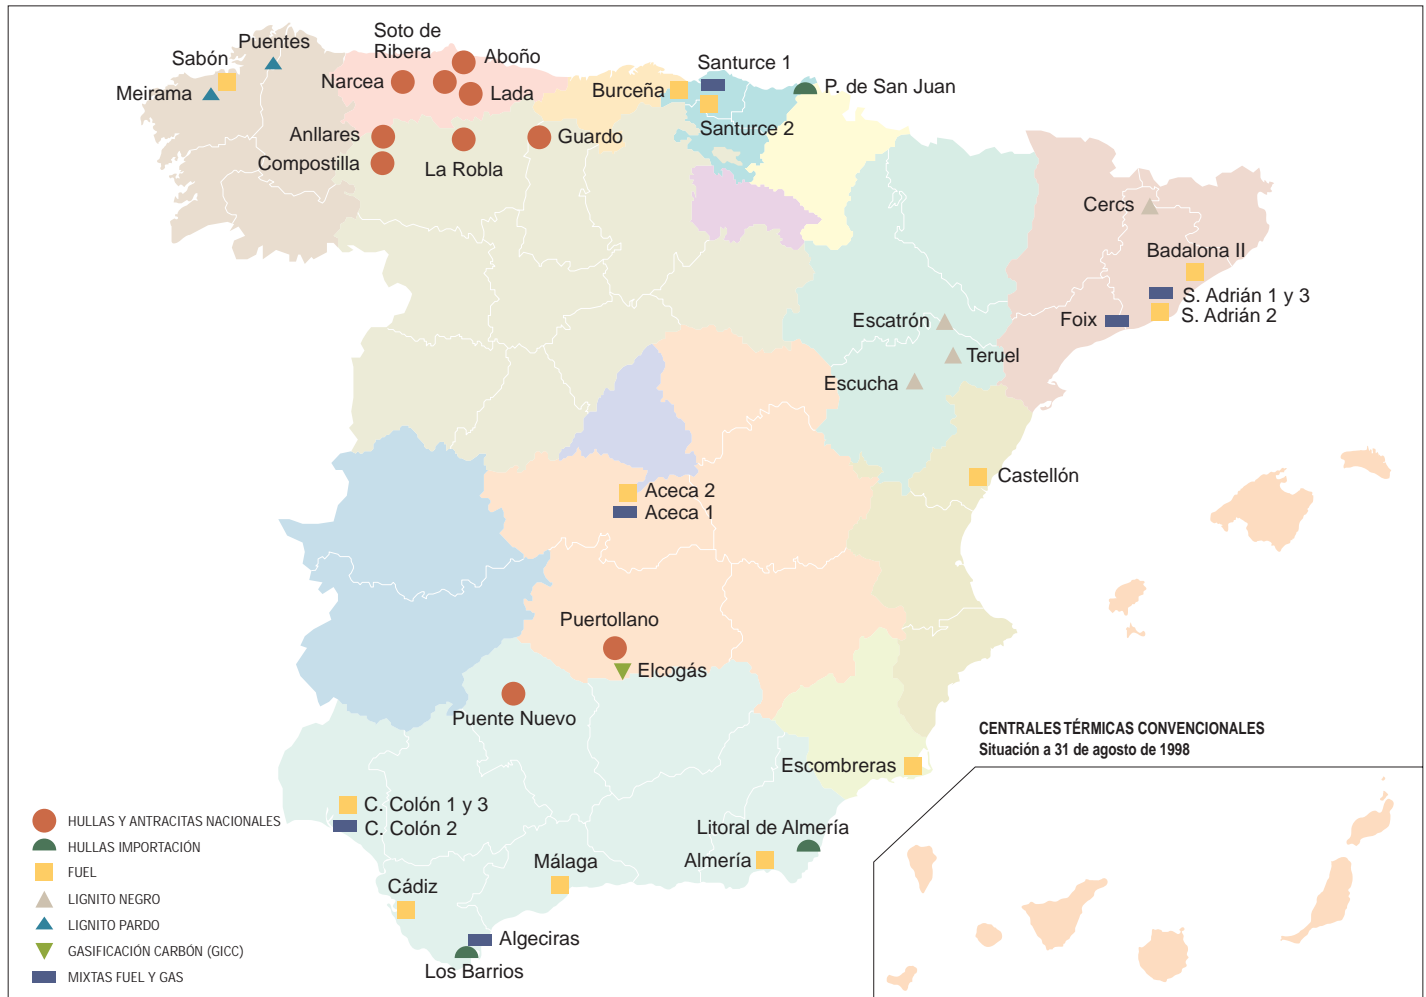 Puentes
Sabón
Meirama
Soto de
Ribera
Aboño
Narcea
Lada
Anllares
Compostilla
La Robla
Guardo
Burceña
Santurce 1
Santurce 2
P. de San Juan
Cercs
Badalona II
S. Adrián 1 y 3
S. Adrián 2
Foix
Escatrón
Teruel
Escucha
Castellón
Aceca 2
Aceca 1
Puertollano
Elcogás
Puente Nuevo
Escombreras
C. Colón 1 y 3
C. Colón 2
Litoral de Almería
Almería
Málaga
Cádiz
Algeciras
Los Barrios
CENTRALES TÉRMICAS CONVENCIONALES
Situación a 31 de agosto de 1998
HULLAS Y ANTRACITAS NACIONALES
HULLAS IMPORTACIÓN
FUEL
LIGNITO NEGRO
LIGNITO PARDO
GASIFICACIÓN CARBÓN (GICC)
MIXTAS FUEL Y GAS